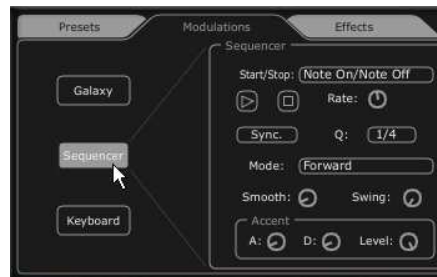 Presets Modulations Effects
Sequencer
Start/Stop: Note On/Note Off
Galaxy
Rate:
Sync. Q: 1/4
Sequencer
Mode: Forward
Smooth: Swing:
Keyboard
Accent
A: D: Level: